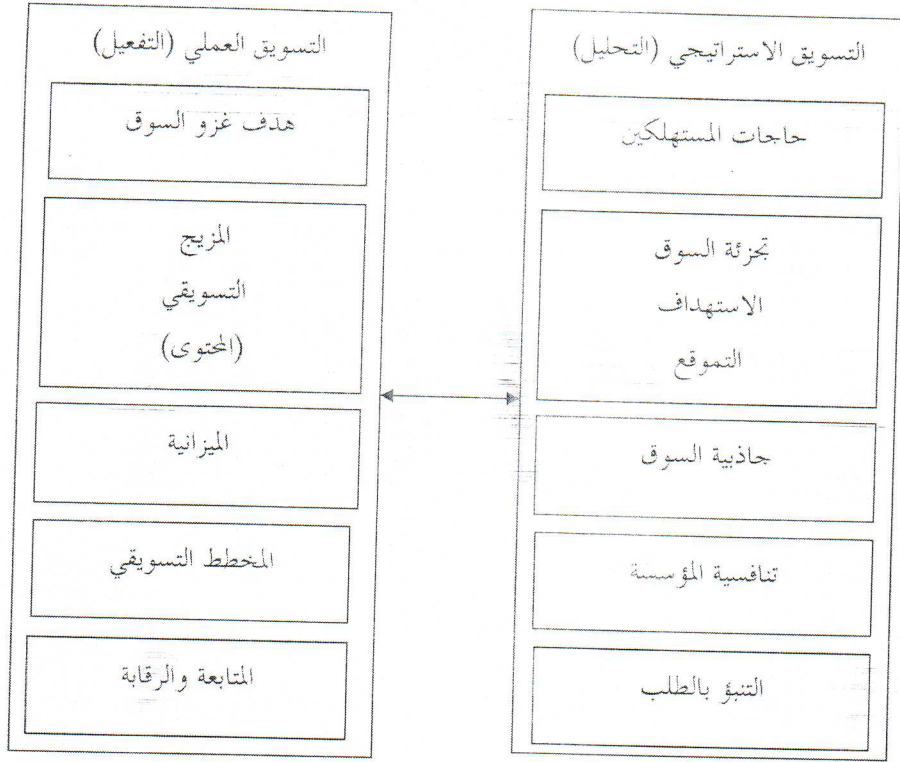 التسويق الاستراتيجي (التحليل)
حاجات المستهلكين
تجزئة السوق
الاستهداف
التموقع
جاذبية السوق
تنافسية المؤسسة
التنبؤ بالطلب
التسويق العملي (التفعيل)
هدف غزو السوق
المزيج
التسويقي
(المحتوى)
الميزانية
المخطط التسويقي
المتابعة والرقابة